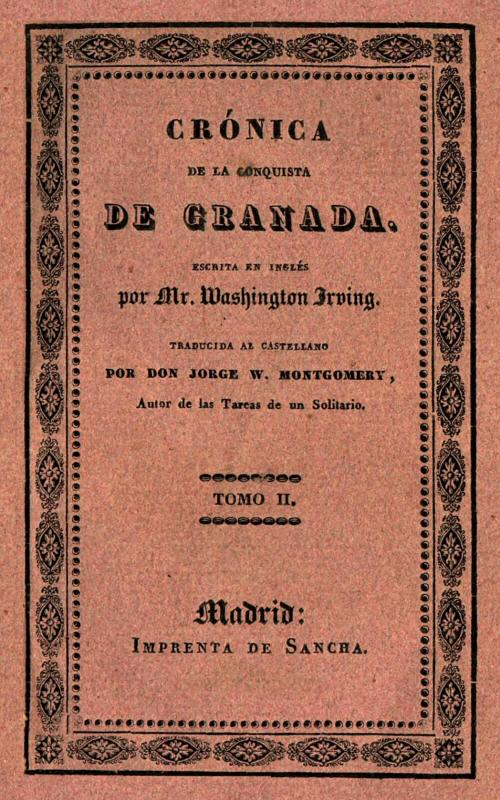 CRÓNICA
DE LA CONQUISTA
DE GRANADA.
ESCRITA EN INGLÉS
por Mr. Washington Irving.
TRADUCIDA AL CASTELLANO
POR DON JORGE W. MONTGOMERY,
Autor de las Tareas de un Solitario.
TOMO II.
Madrid:
IMPRENTA DE SANCHA.